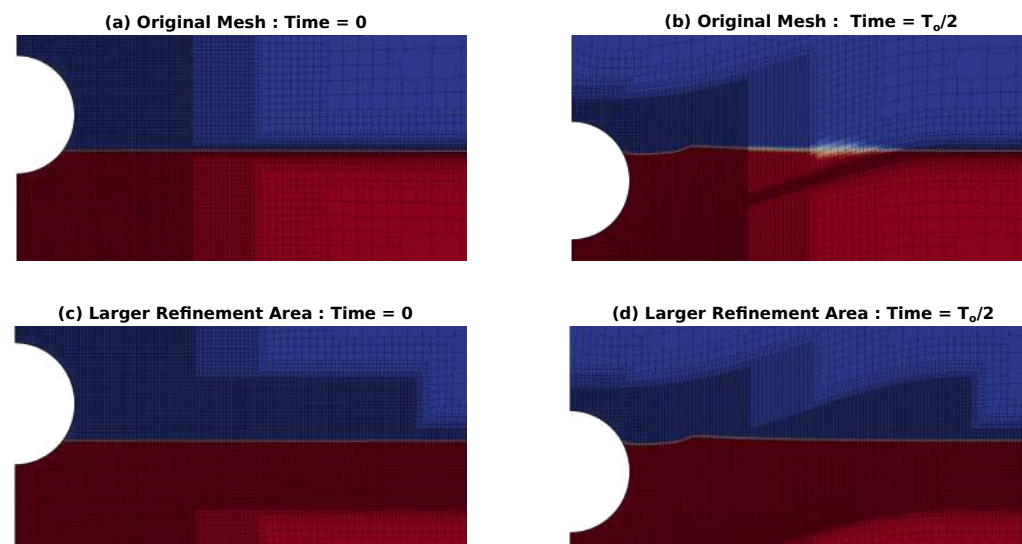 (a) Original Mesh : Time = 0
(b) Original Mesh :  Time = Tₒ/2
(c) Larger Refinement Area : Time = 0
(d) Larger Refinement Area : Time = Tₒ/2